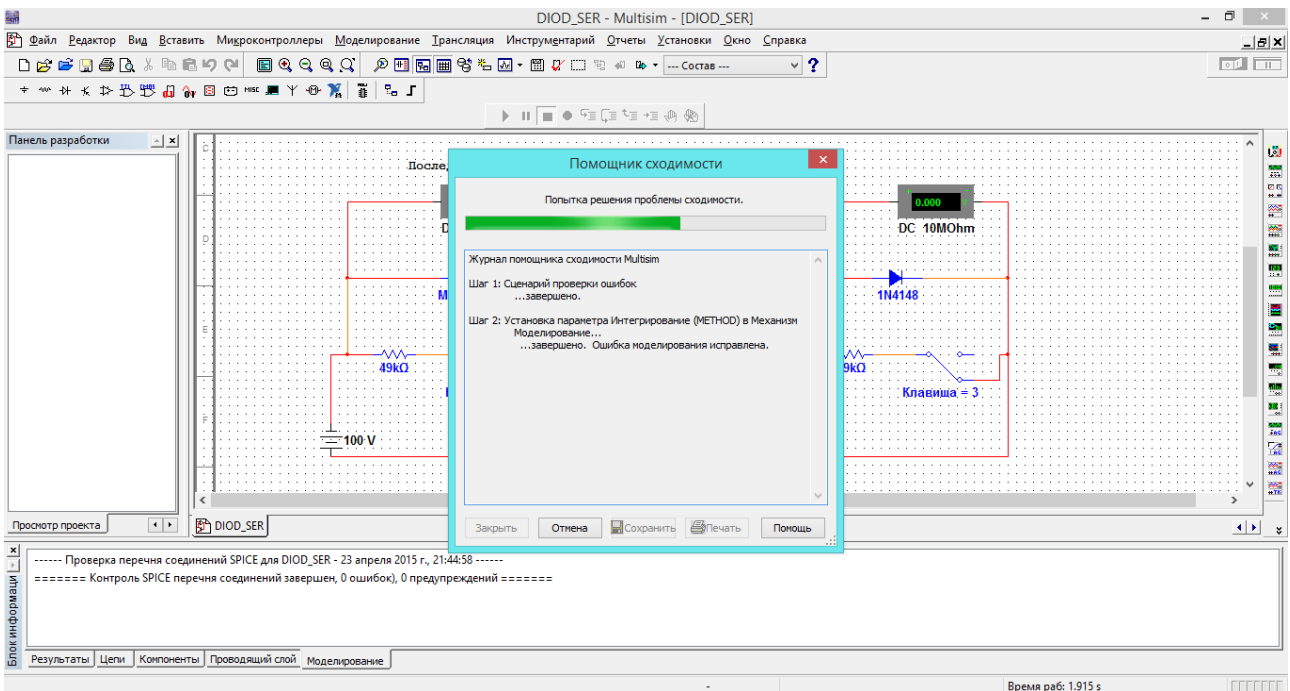 DIOD_SER - Multisim - [DIOD_SER]
Файл Редактор Вид Вставить Микроконтроллеры Моделирование Трансляция Инструментарий Отчеты Установки Окно Справка
--- Состав ---
?
MISC
Панель разработки
После
Помощник сходимости
Попытка решения проблемы сходимости.
Журнал помощника сходимости Multisim
Шаг 1: Сценарий проверки ошибок
...завершено.
Шаг 2: Установка параметра Интегрирование (METHOD) в Механизм
Моделирование...
...завершено. Ошибка моделирования исправлена.
Закрыть Отмена Сохранить Печать Помощь
0.000
DC 10MOhm
1N4148
49kΩ
9kΩ
Клавиша = 3
100 V
C
D
E
F
Просмотр проекта
DIOD_SER
------ Проверка перечня соединений SPICE для DIOD_SER - 23 апреля 2015 г., 21:44:58 ------
======= Контроль SPICE перечня соединений завершен, 0 ошибок), 0 предупреждений =======
Блок информаци
Результаты Цепи Компоненты Проводящий слой Моделирование
-
Время раб: 1.915 s